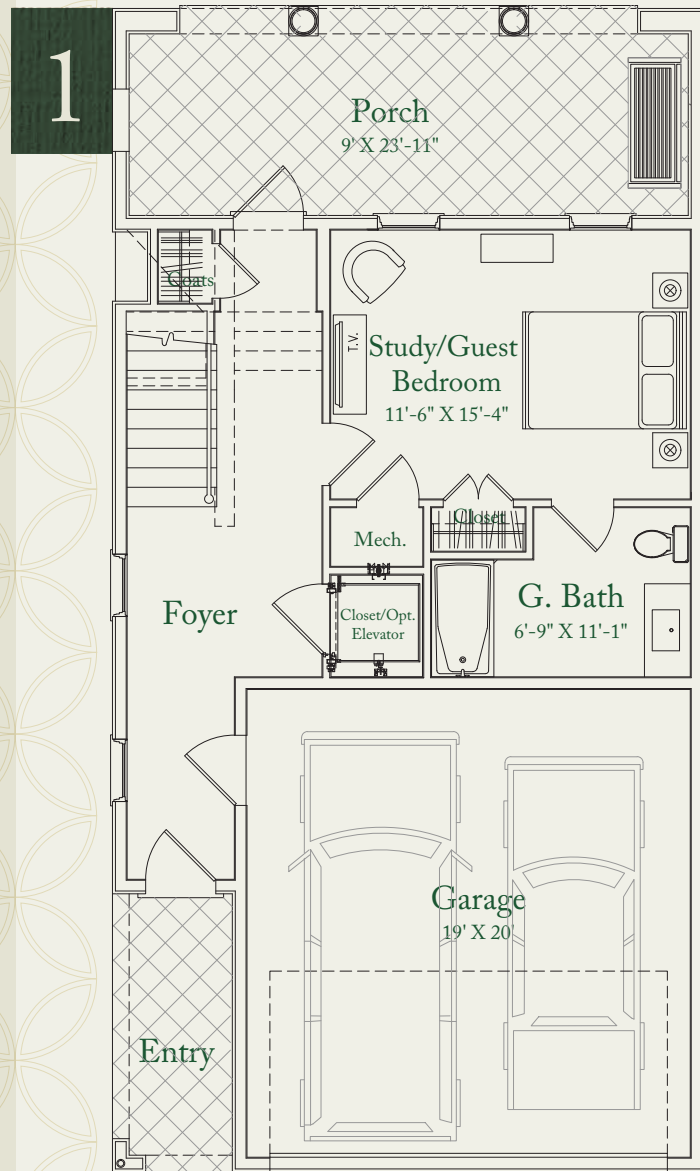 1
Porch
9' X 23'-11"
Coats
T.V.
Study/Guest
Bedroom
11'-6" X 15'-4"
Closet
Mech.
Closet/Opt.
Elevator
G. Bath
6'-9" X 11'-1"
Foyer
Garage
19' X 20'
Entry